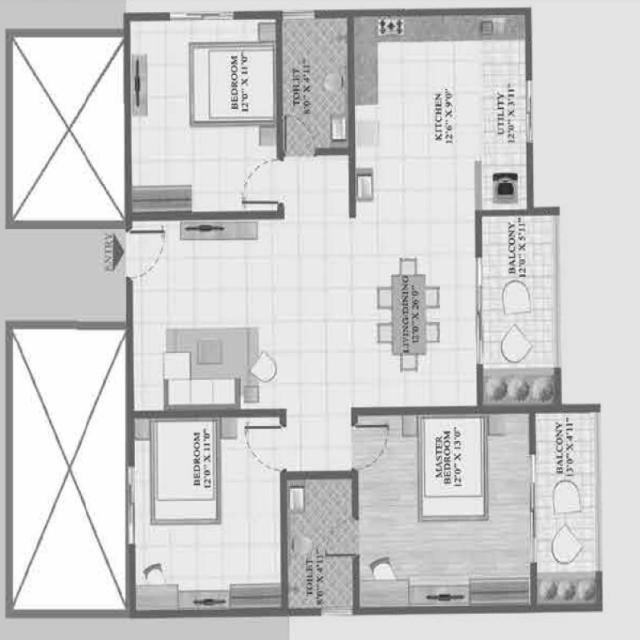 BEDROOM
12'0" X 11'0"
TOILET
8'0" X 4'11"
KITCHEN
12'6" X 9'0"
UTILITY
12'0" X 3'11"
ENTRY
BALCONY
12'0" X 5'11"
LIVING/DINING
12'0" X 26'0"
BEDROOM
12'0" X 11'0"
MASTER
BEDROOM
12'0" X 13'0"
BALCONY
13'0" X 4'11"
TOILET
8'0" X 4'11"